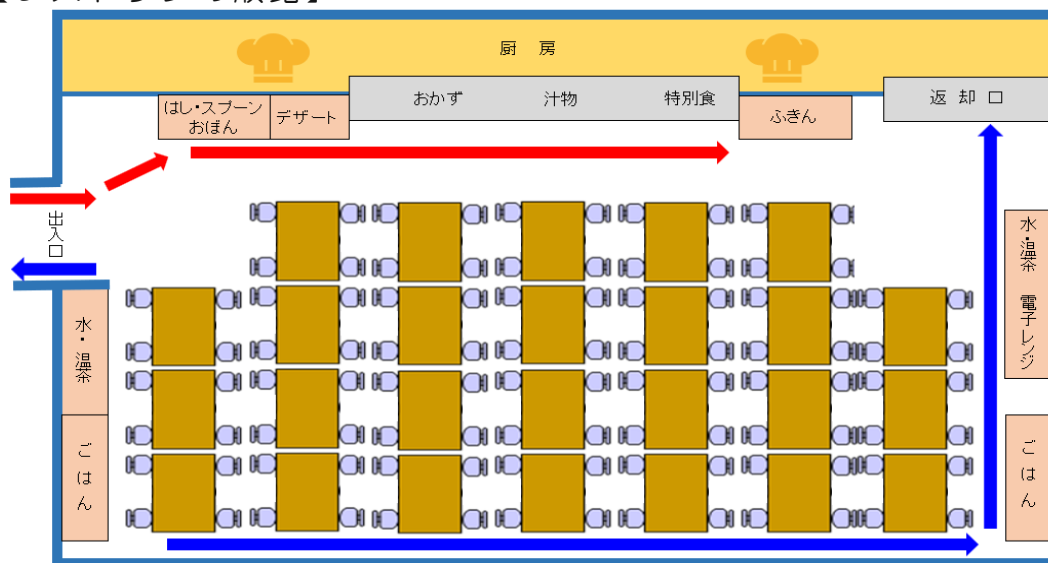 厨 房
はし・スプーン
おぼん
デザート
おかず
汁物
特別食
ふきん
返 却 口
出入口
水・温茶
ごはん
水・温茶 電子レンジ
ごはん